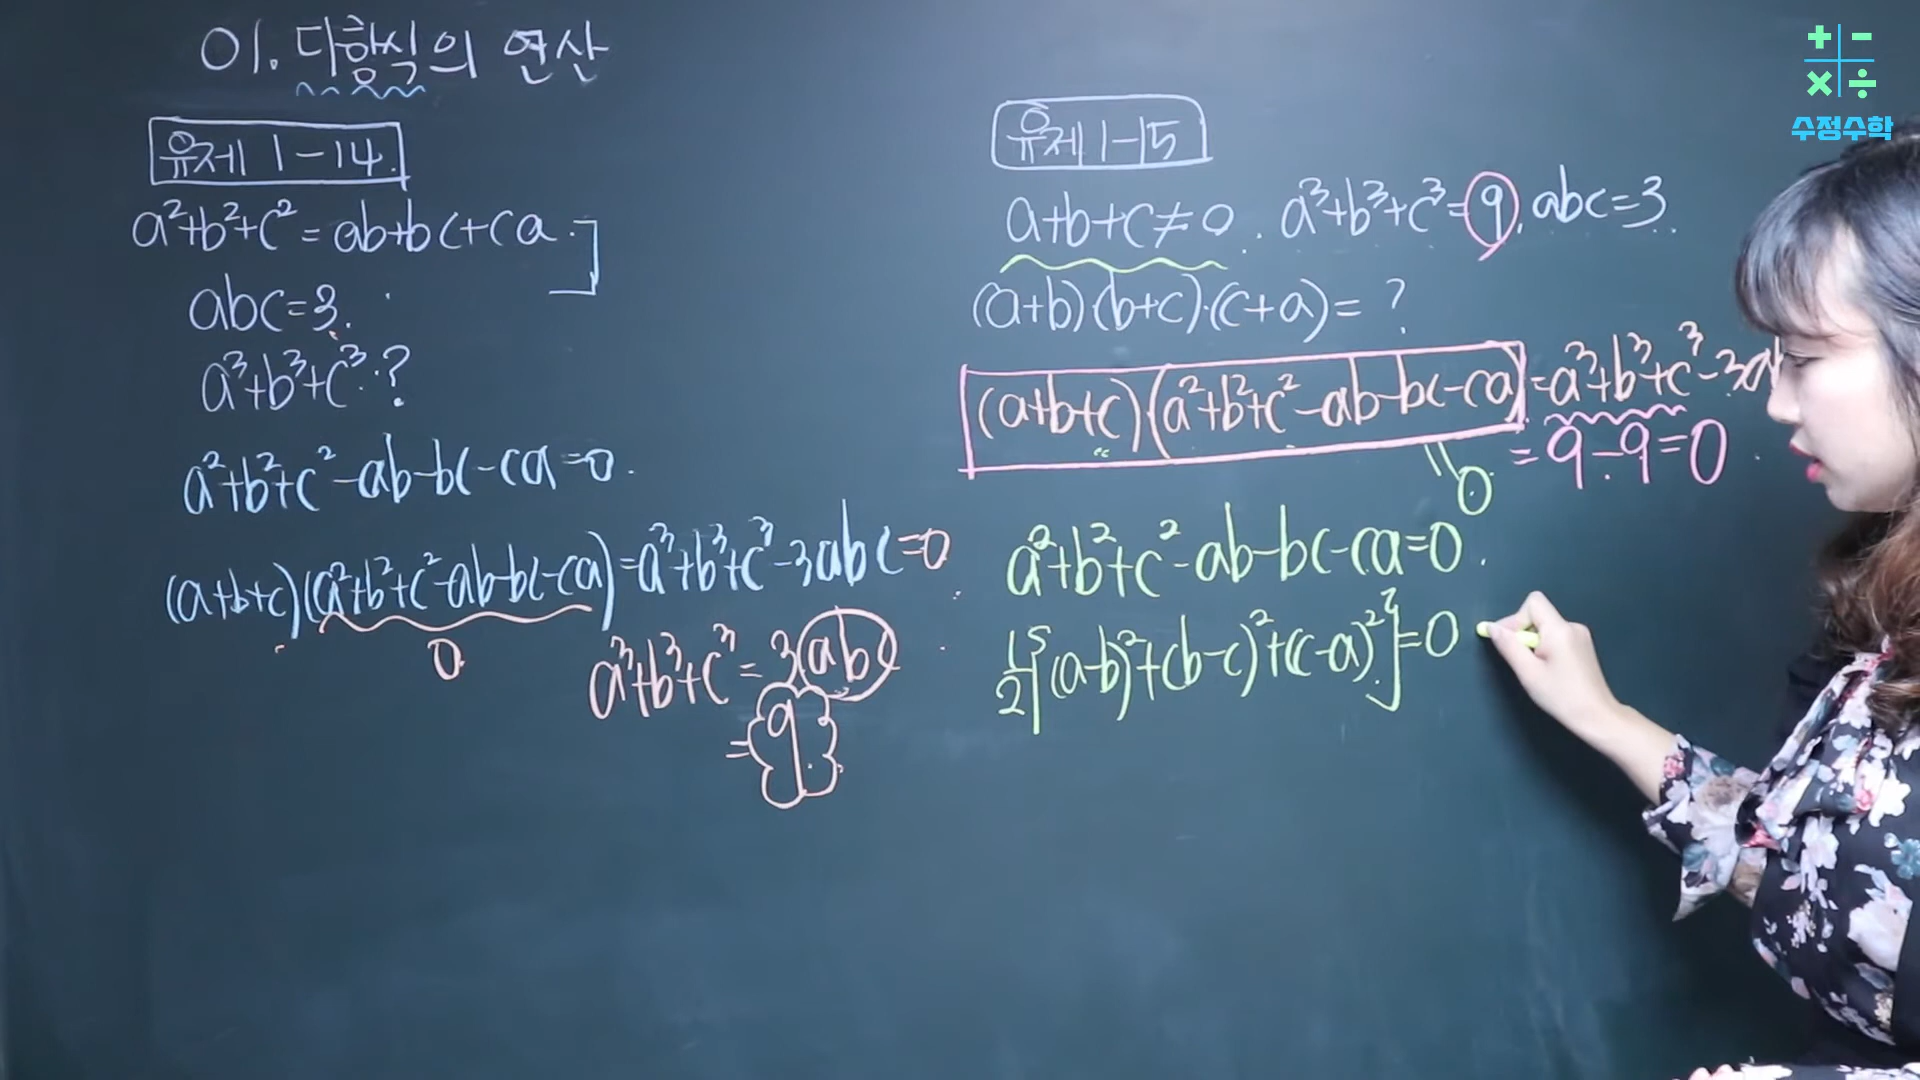 01. 다항식의 연산
유제 1-14.
a²+b²+c²=ab+bc+ca.
abc=3.
a³+b³+c³.?
a²+b²+c²-ab-bc-ca=0.
(a+b+c)(a²+b²+c²-ab-bc-ca)=a³+b³+c³-3abc=0
0.
a³+b³+c³=3abc
=9
유제 1-15
a+b+c≠0. a³+b³+c³=9. abc=3
(a+b)(b+c)·(c+a)=?
(a+b+c)·(a²+b²+c²-ab-bc-ca)=a³+b³+c³-3ab
=9-9=0
=0
a²+b²+c²-ab-bc-ca=0.
1/2{(a-b)²+(b-c)²+(c-a)²}=0
+ - × ÷
수정수학